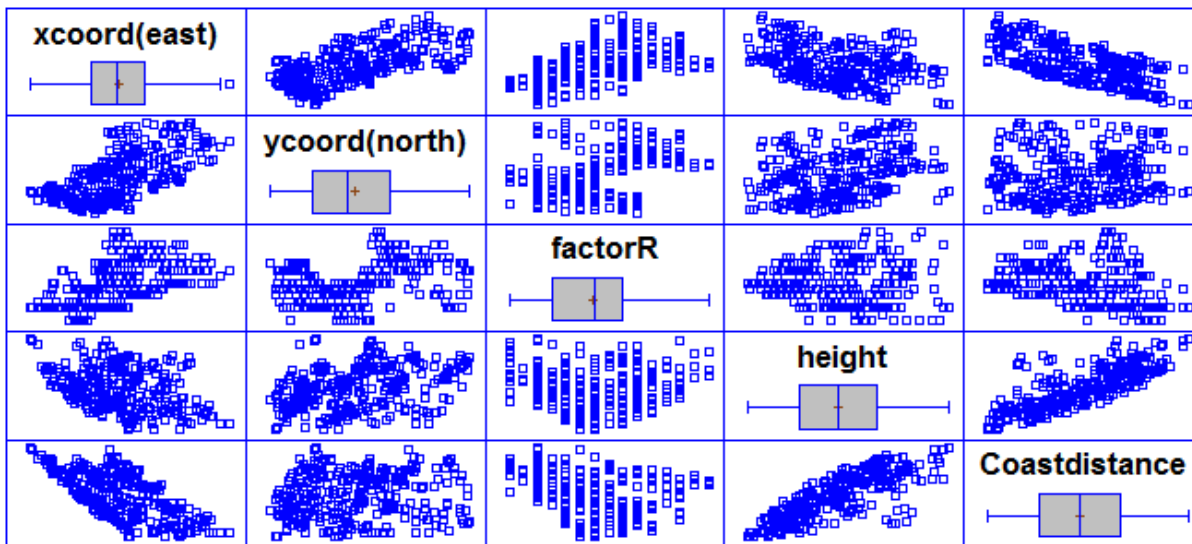 xcoord(east)
ycoord(north)
factorR
height
Coastdistance